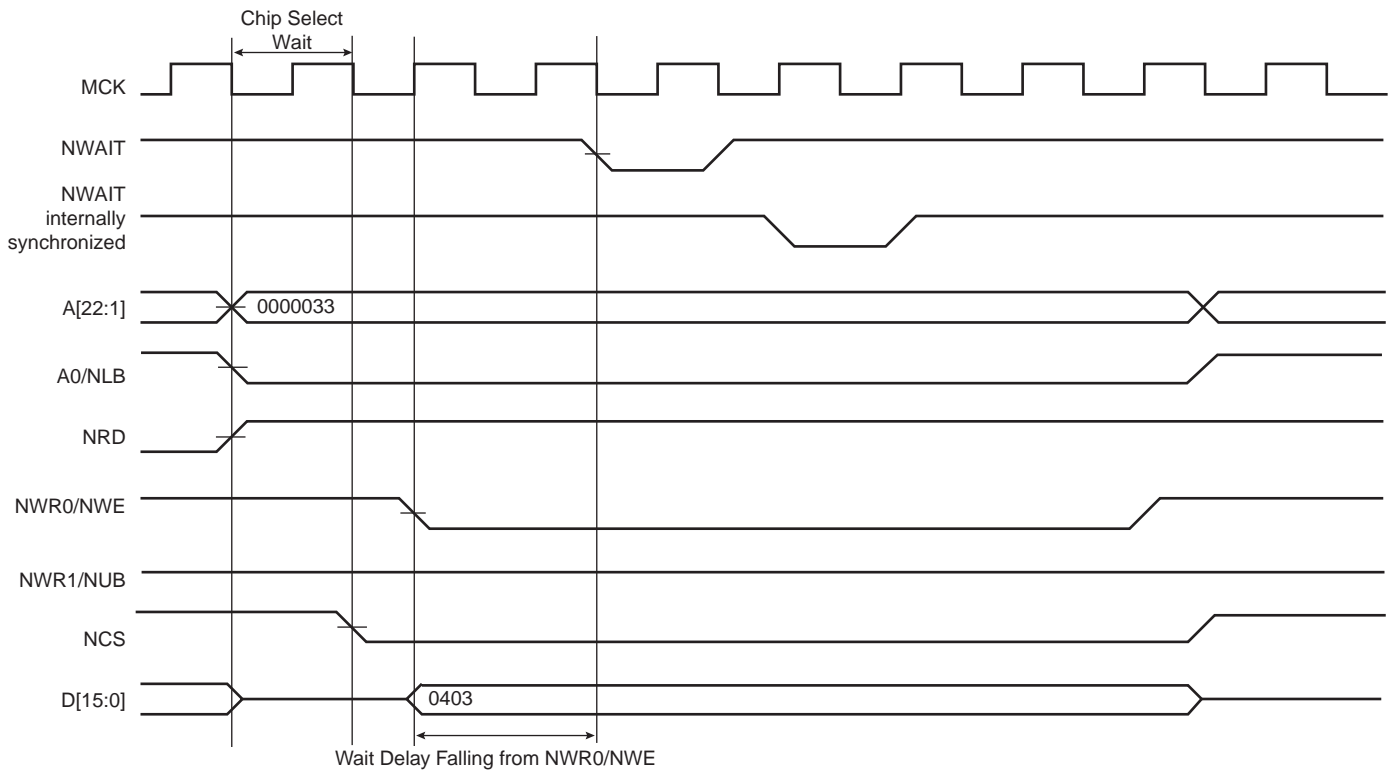 Chip Select
Wait
MCK
NWAIT
NWAIT
internally
synchronized
A[22:1]
0000033
A0/NLB
NRD
NWR0/NWE
NWR1/NUB
NCS
D[15:0]
0403
Wait Delay Falling from NWR0/NWE